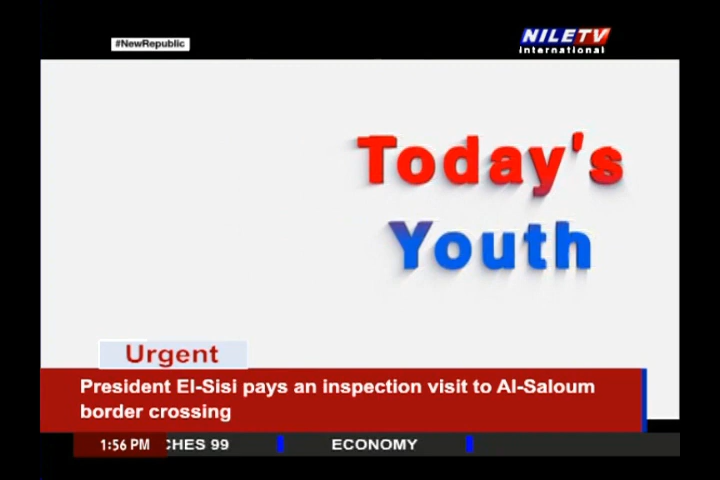 #NewRepublic
NILETV
International
Today's
Youth
Urgent
President El-Sisi pays an inspection visit to Al-Saloum
border crossing
1:56 PM
CHES 99
ECONOMY